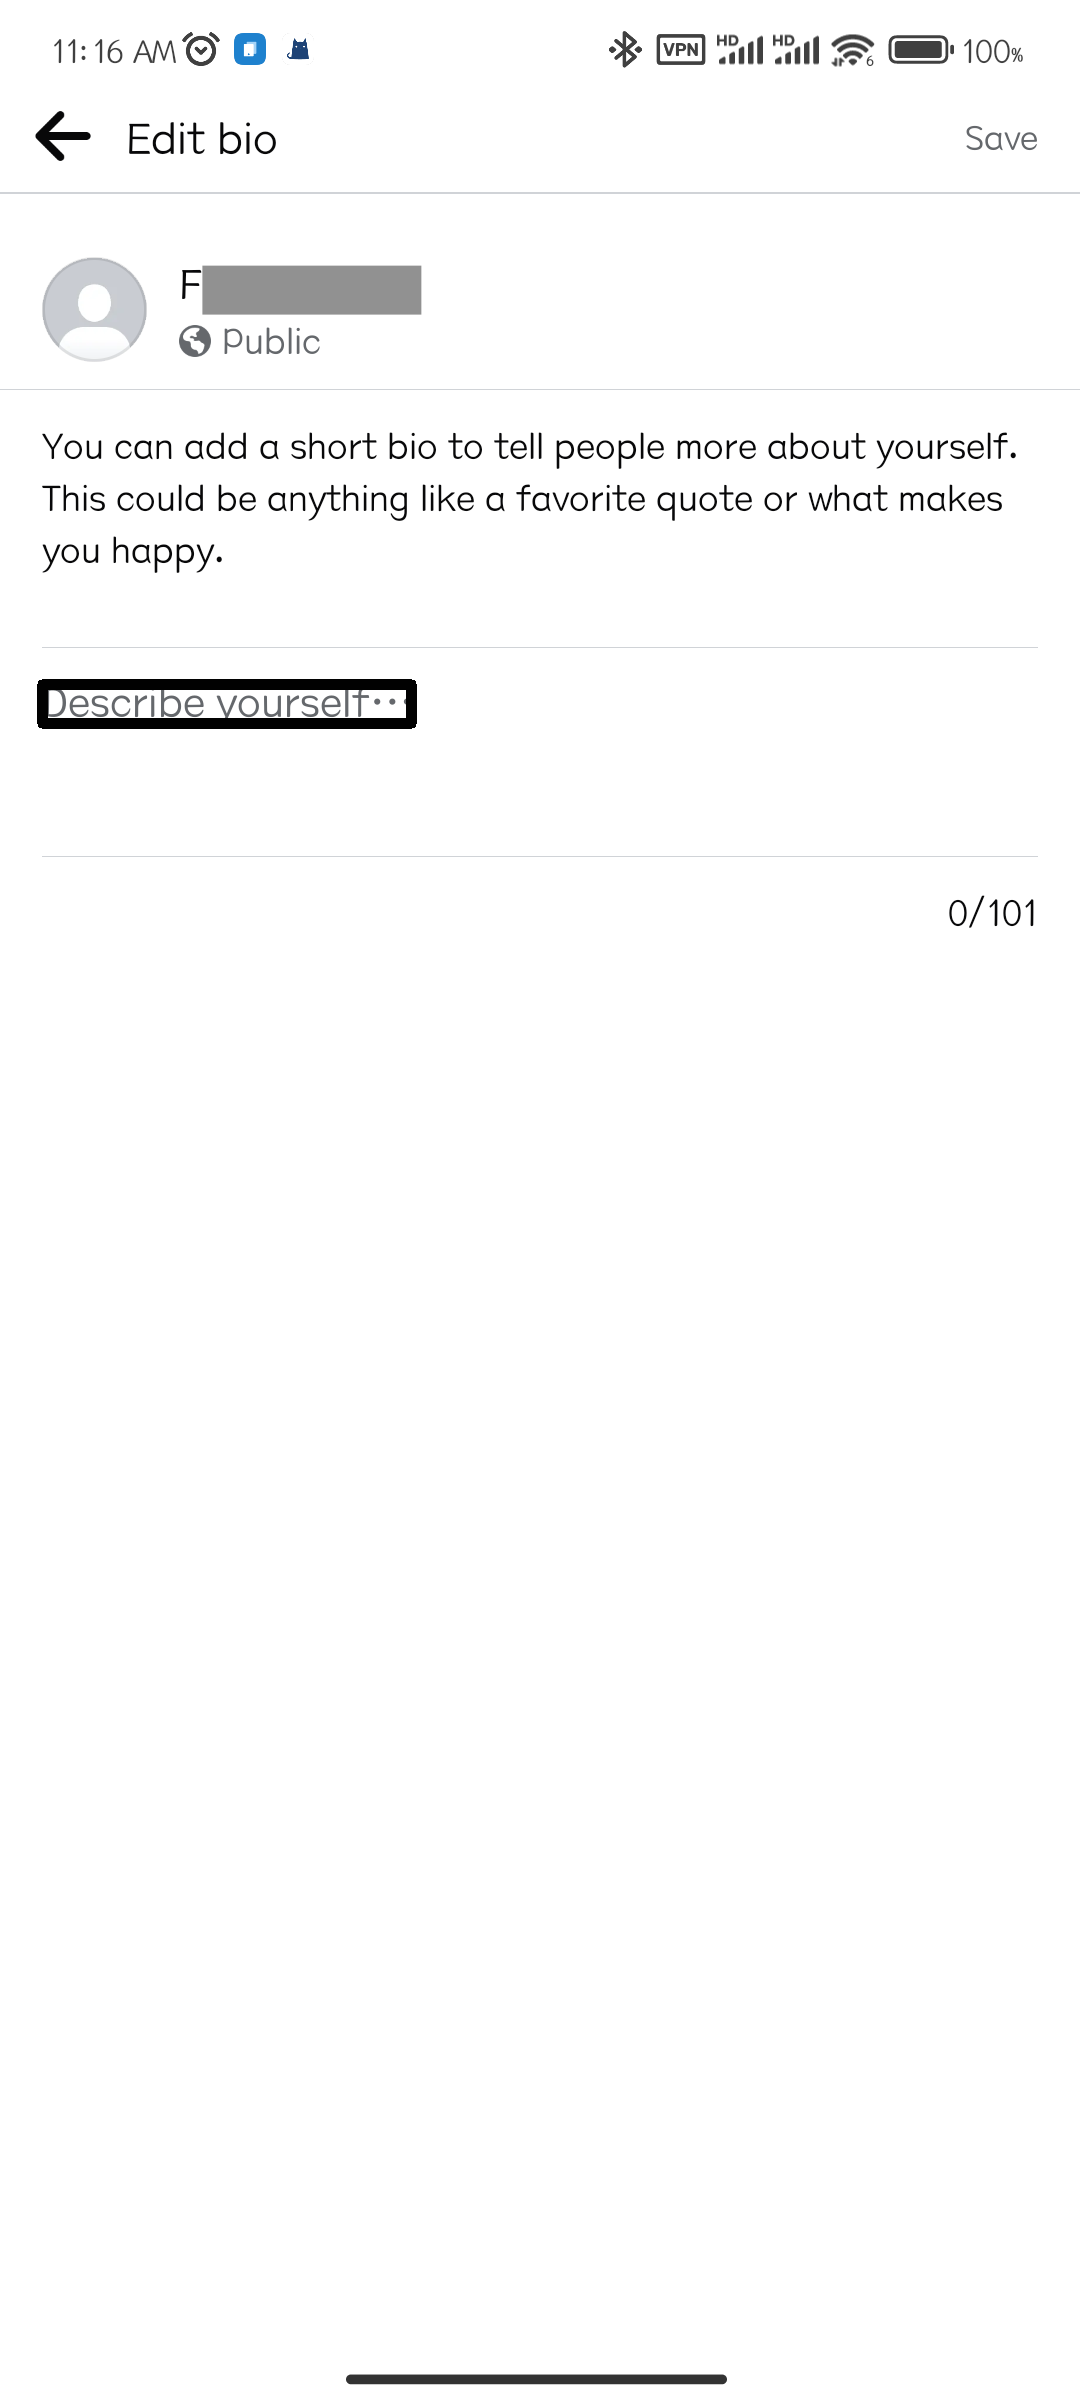 11:16 AM
VPN HD HD 6 100%
Edit bio
Save
F
Public
You can add a short bio to tell people more about yourself.
This could be anything like a favorite quote or what makes
you happy.
Describe yourself...
0/101